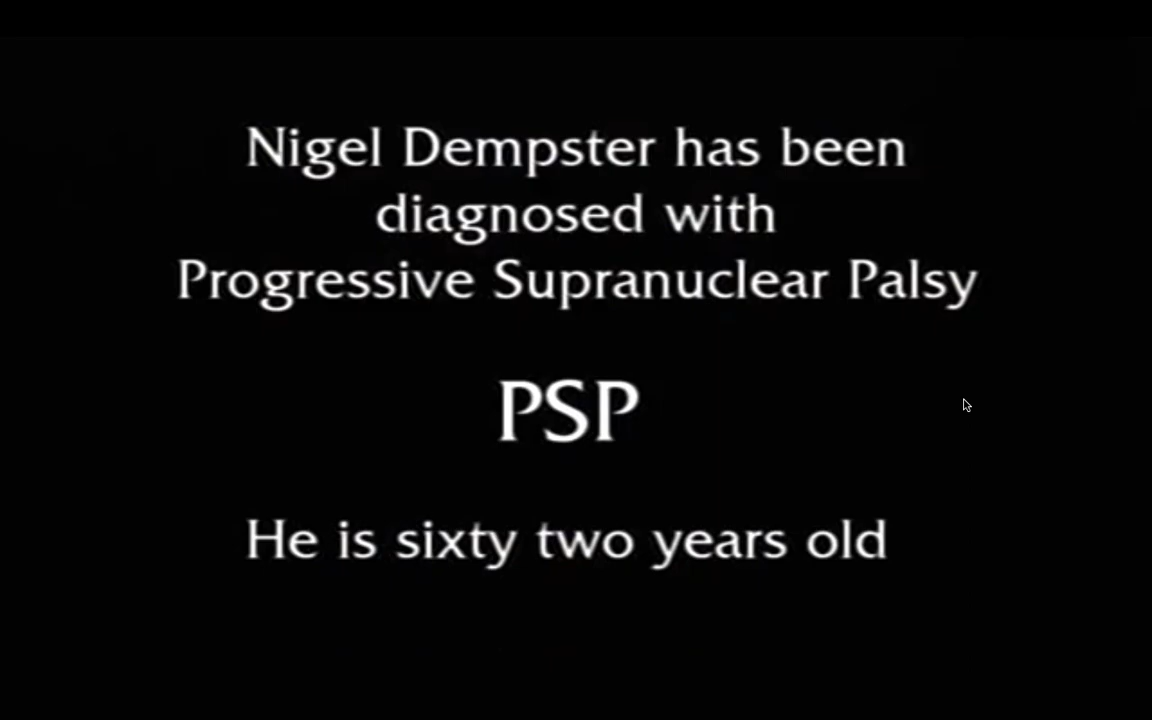 Nigel Dempster has been
diagnosed with
Progressive Supranuclear Palsy
PSP
He is sixty two years old